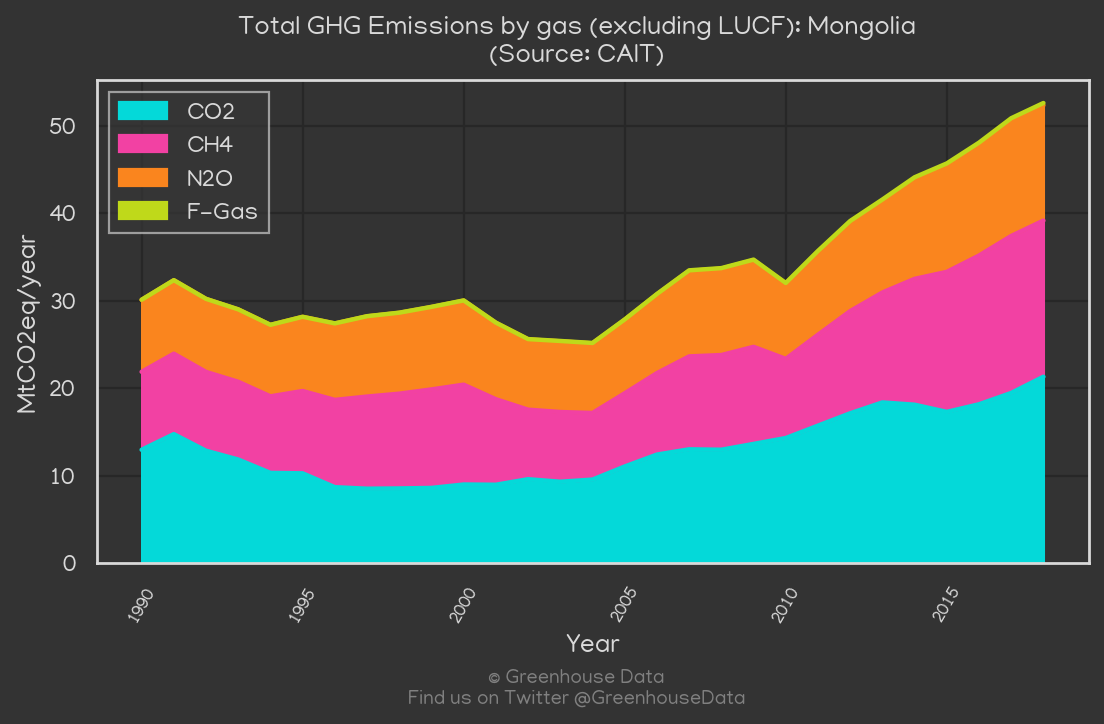 Total GHG Emissions by gas (excluding LUCF): Mongolia
(Source: CAIT)
CO2
CH4
N2O
F-Gas
MtCO2eq/year
50
40
30
20
10
0
1990
1995
2000
2005
2010
2015
Year
© Greenhouse Data
Find us on Twitter @GreenhouseData